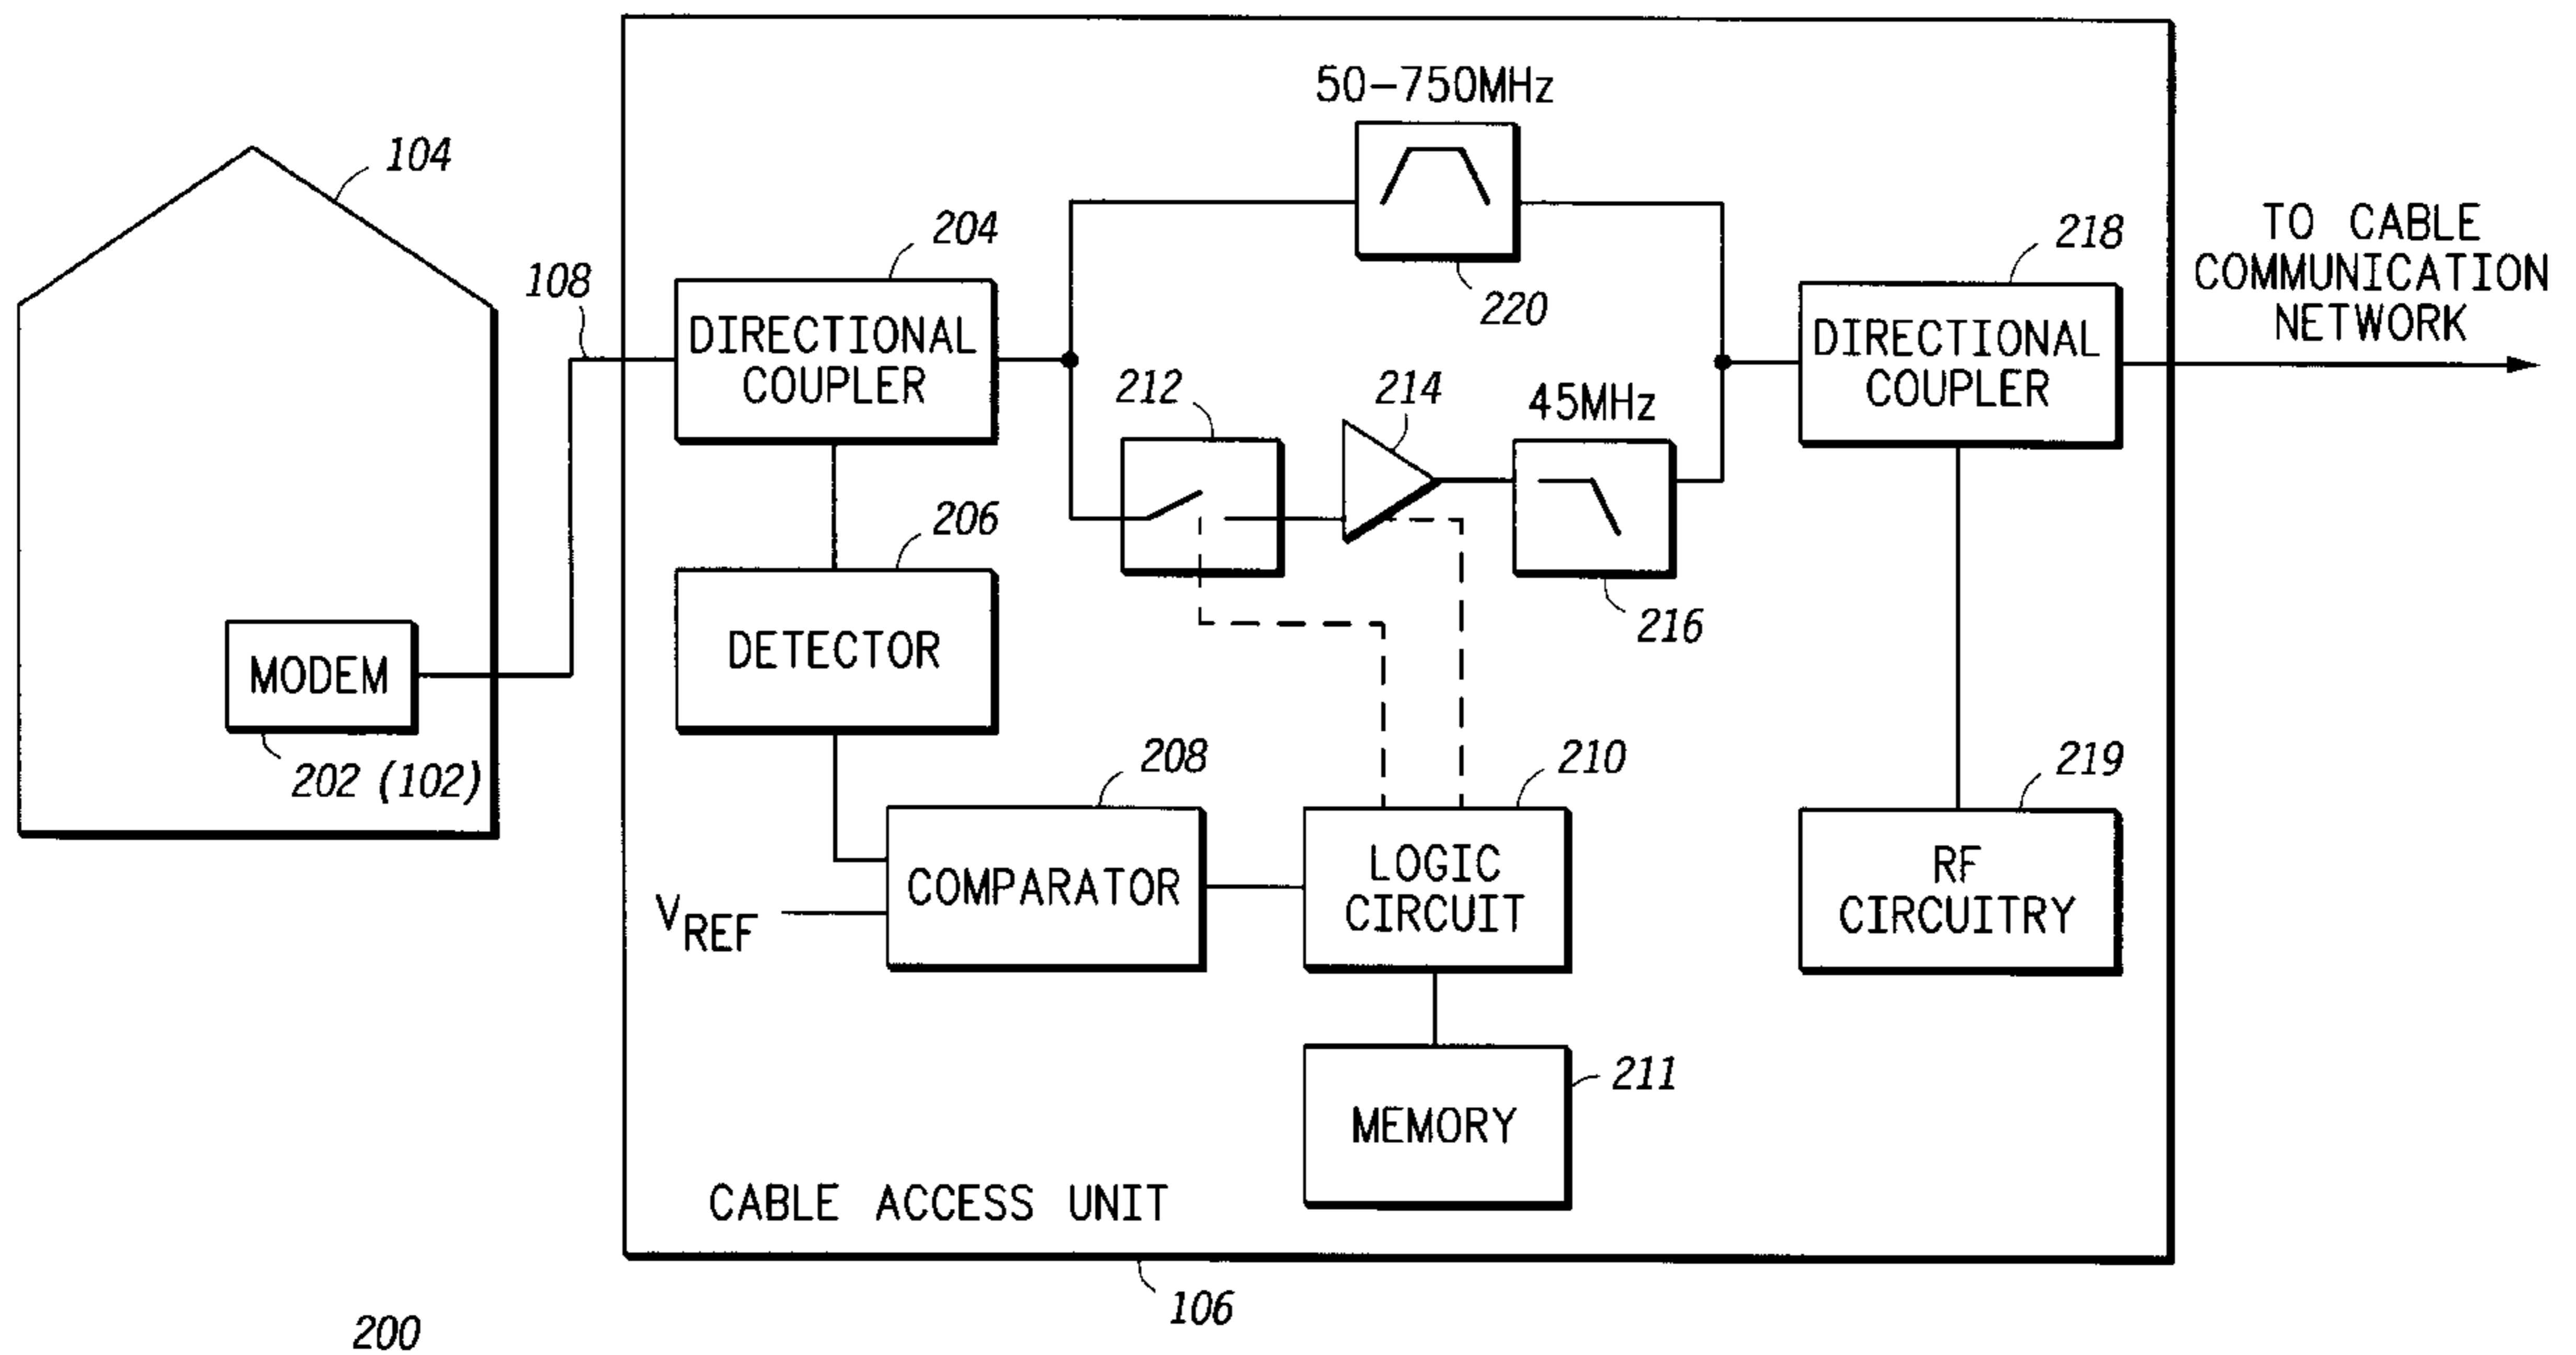 50-750MHz
104
204
218
TO CABLE
COMMUNICATION
NETWORK
108
220
DIRECTIONAL
COUPLER
212
214
45MHz
DIRECTIONAL
COUPLER
206
216
DETECTOR
MODEM
202 (102)
208
210
219
COMPARATOR
LOGIC
CIRCUIT
RF
CIRCUITRY
VREF
211
MEMORY
CABLE ACCESS UNIT
106
200